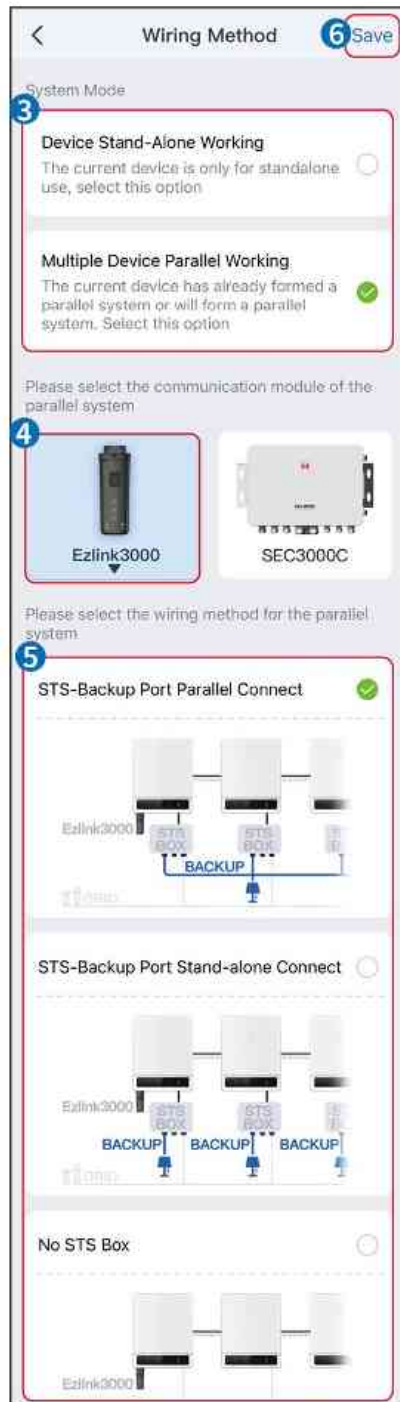 Wiring Method
6
Save
System Mode
3
Device Stand-Alone Working
The current device is only for standalone
use, select this option
Multiple Device Parallel Working
The current device has already formed a
parallel system or will form a parallel
system. Select this option
Please select the communication module of the
parallel system
4
Ezlink3000
SEC3000C
Please select the wiring method for the parallel
system
5
STS-Backup Port Parallel Connect
Ezlink3000
STS BOX
STS BOX
S B
BACKUP
GRID
STS-Backup Port Stand-alone Connect
Ezlink3000
STS BOX
STS BOX
S B
BACKUP
BACKUP
BACKUP
GRID
No STS Box
Ezlink3000